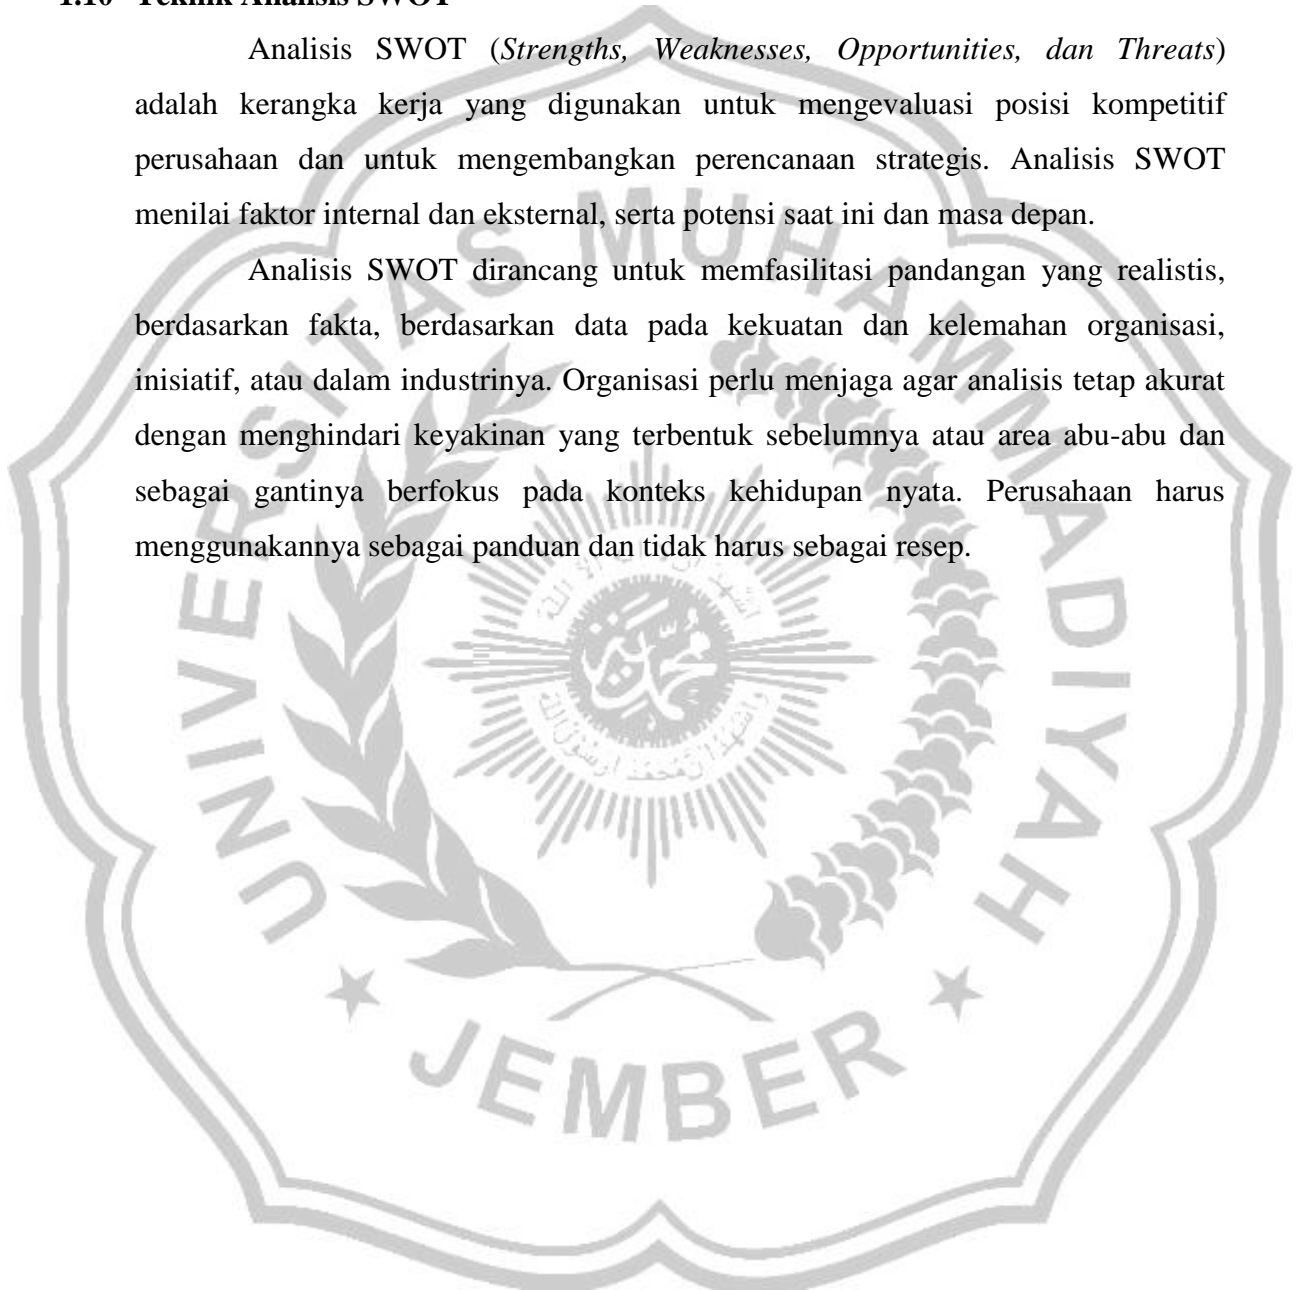 1.10 Teknik Analisis SWOT
Analisis SWOT (Strengths, Weaknesses, Opportunities, dan Threats)
adalah kerangka kerja yang digunakan untuk mengevaluasi posisi kompetitif
perusahaan dan untuk mengembangkan perencanaan strategis. Analisis SWOT
menilai faktor internal dan eksternal, serta potensi saat ini dan masa depan.
Analisis SWOT dirancang untuk memfasilitasi pandangan yang realistis,
berdasarkan fakta, berdasarkan data pada kekuatan dan kelemahan organisasi,
inisiatif, atau dalam industrinya. Organisasi perlu menjaga agar analisis tetap akurat
dengan menghindari keyakinan yang terbentuk sebelumnya atau area abu-abu dan
sebagai gantinya berfokus pada konteks kehidupan nyata. Perusahaan harus
menggunakannya sebagai panduan dan tidak harus sebagai resep.
UNIVERSITAS MUHAMMADIYAH
JEMBER